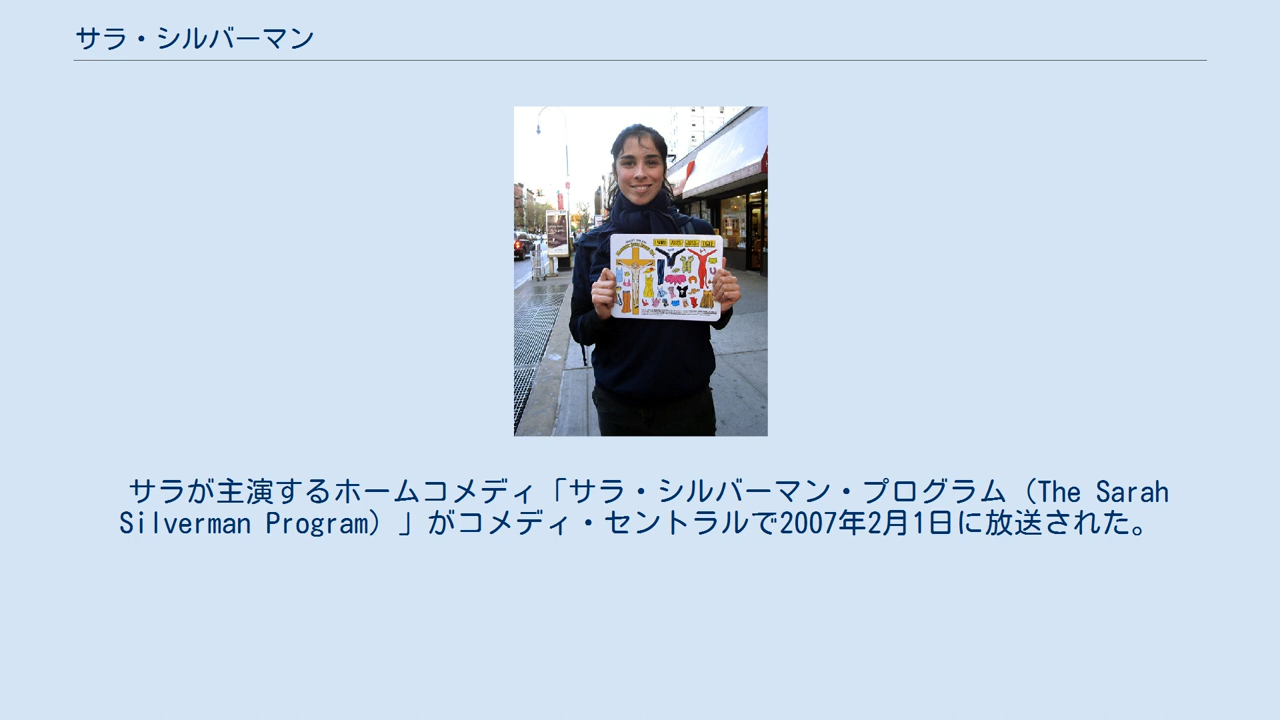 サラ・シルバーマン
サラが主演するホームコメディ「サラ・シルバーマン・プログラム（The Sarah
Silverman Program）」がコメディ・セントラルで2007年2月1日に放送された。